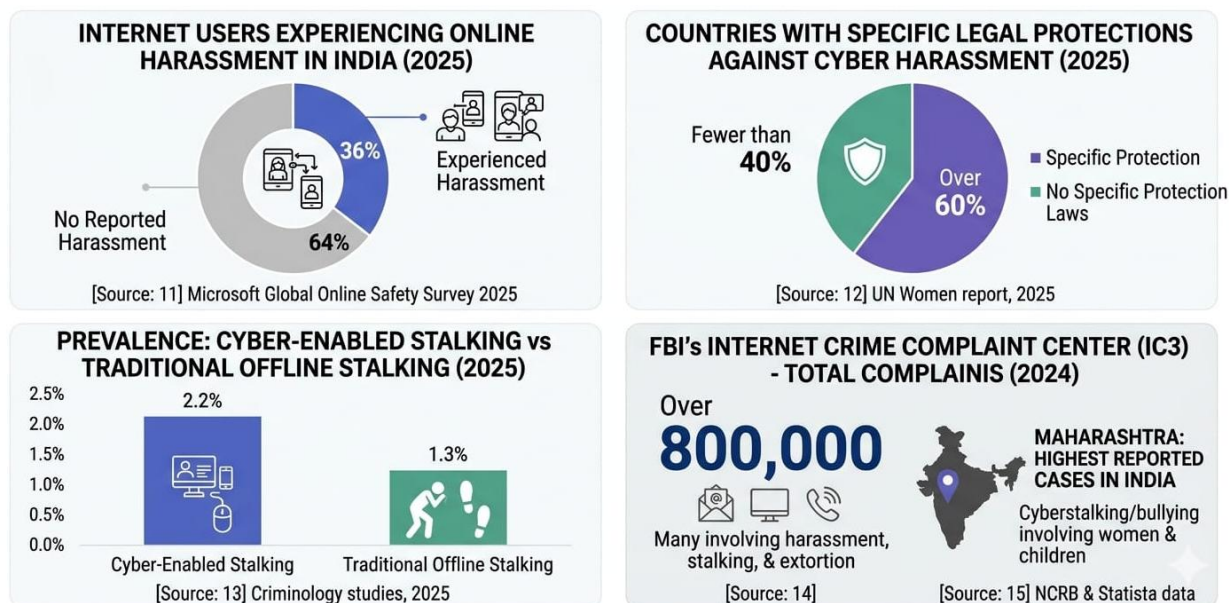 INTERNET USERS EXPERIENCING ONLINE
HARASSMENT IN INDIA (2025)
36%
Experienced
Harassment
No Reported
Harassment
64%
[Source: 11] Microsoft Global Online Safety Survey 2025
COUNTRIES WITH SPECIFIC LEGAL PROTECTIONS
AGAINST CYBER HARASSMENT (2025)
Fewer than
40%
Over
60%
Specific Protection
No Specific Protection
Laws
[Source: 12] UN Women report, 2025
PREVALENCE: CYBER-ENABLED STALKING vs
TRADITIONAL OFFLINE STALKING (2025)
2.5%
2.0%
1.5%
1.0%
0.5%
0.0%
2.2%
1.3%
Cyber-Enabled Stalking
Traditional Offline Stalking
[Source: 13] Criminology studies, 2025
FBI's INTERNET CRIME COMPLAINT CENTER (IC3)
- TOTAL COMPLAINIS (2024)
Over
800,000
Many involving harassment,
stalking, & extortion
[Source: 14]
MAHARASHTRA:
HIGHEST REPORTED
CASES IN INDIA
Cyberstalking/bullying
involving women &
children
[Source: 15] NCRB & Statista data